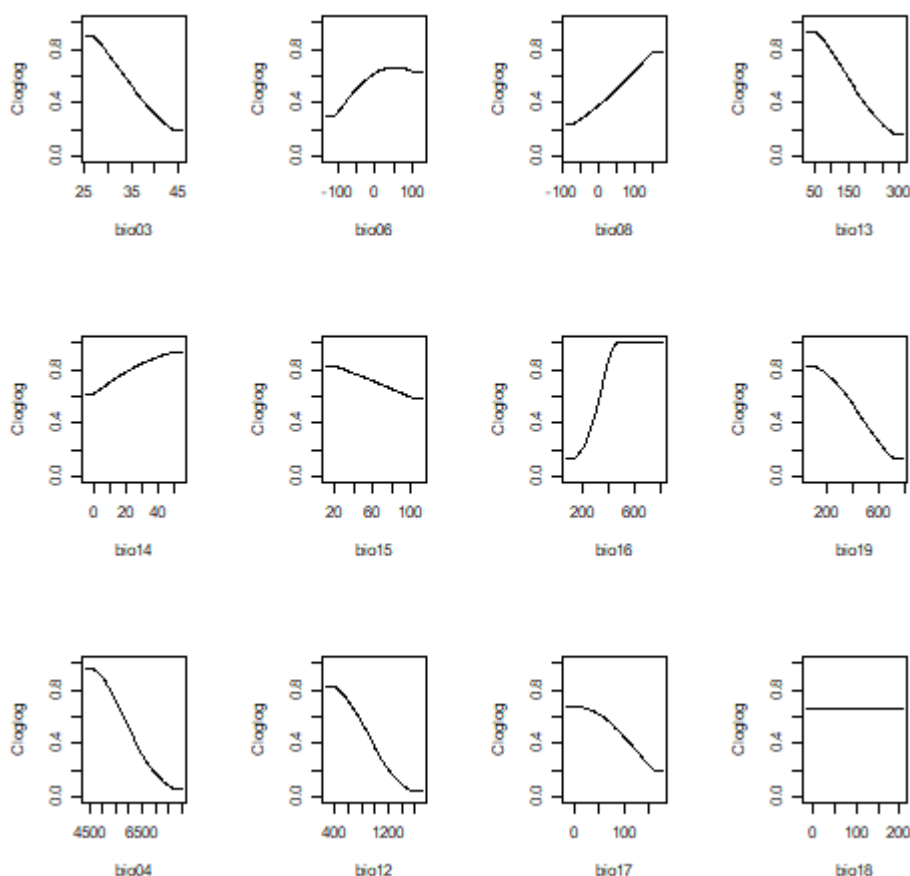 Cloglog 0.0 0.4 0.8 25 35 45 bio03
Cloglog 0.0 0.4 0.8 -100 0 100 bio06
Cloglog 0.0 0.4 0.8 -100 0 100 bio08
Cloglog 0.0 0.4 0.8 50 150 300 bio13
Cloglog 0.0 0.4 0.8 0 20 40 bio14
Cloglog 0.0 0.4 0.8 20 60 100 bio15
Cloglog 0.0 0.4 0.8 200 600 bio16
Cloglog 0.0 0.4 0.8 200 600 bio19
Cloglog 0.0 0.4 0.8 4500 6500 bio04
Cloglog 0.0 0.4 0.8 400 1200 bio12
Cloglog 0.0 0.4 0.8 0 100 bio17
Cloglog 0.0 0.4 0.8 0 100 200 bio18